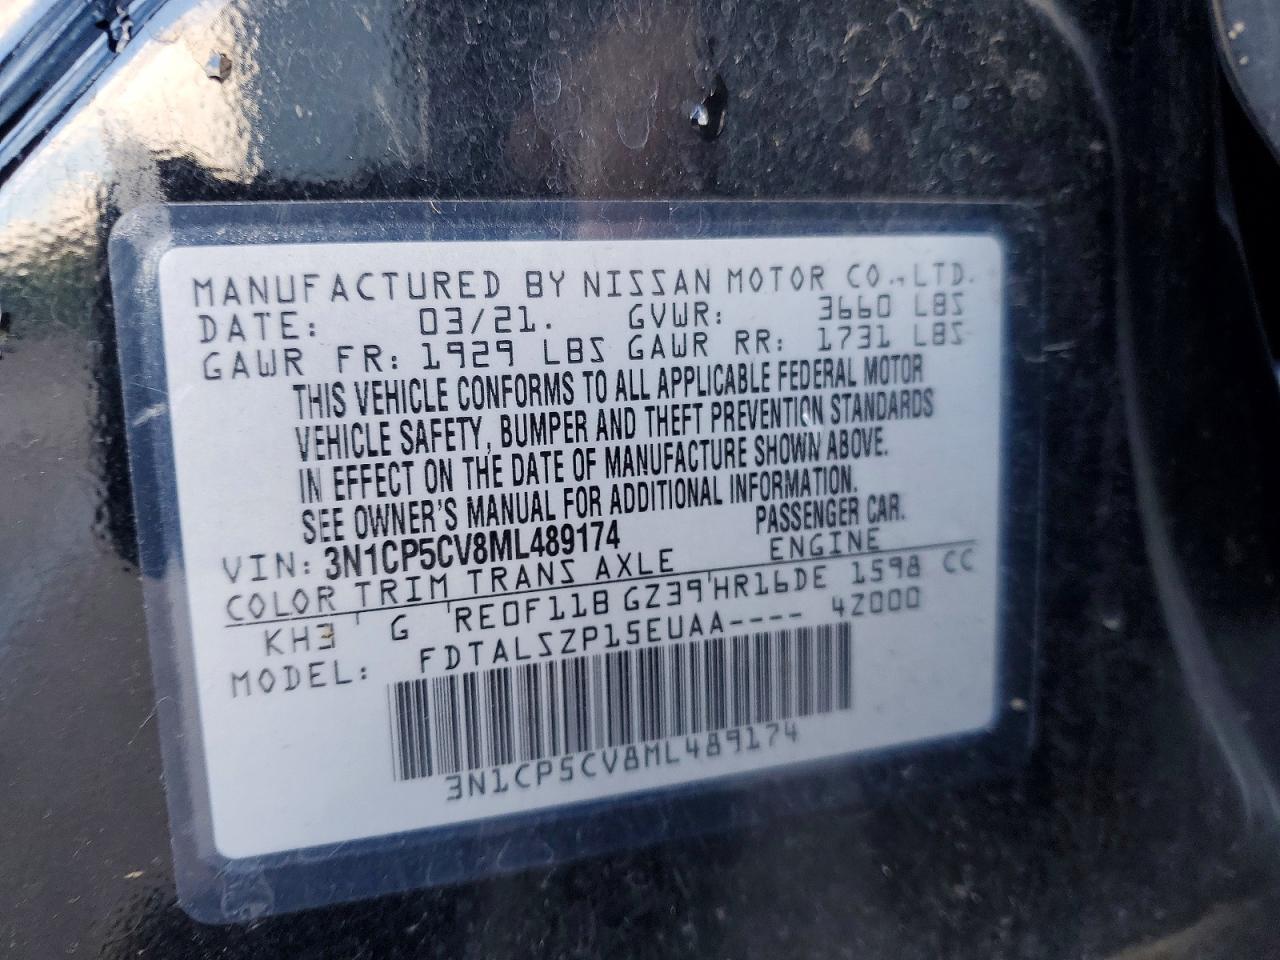 MANUFACTURED BY NISSAN MOTOR CO., LTD.
DATE: 03/21. GVWR: 3660 LBS
GAWR FR: 1929 LBS GAWR RR: 1731 LBS
THIS VEHICLE CONFORMS TO ALL APPLICABLE FEDERAL MOTOR
VEHICLE SAFETY, BUMPER AND THEFT PREVENTION STANDARDS
IN EFFECT ON THE DATE OF MANUFACTURE SHOWN ABOVE.
SEE OWNER'S MANUAL FOR ADDITIONAL INFORMATION.
VIN: 3N1CP5CV8ML489174 PASSENGER CAR.
COLOR TRIM TRANS AXLE ENGINE
KH3 G RE0F11B GZ39 HR16DE 1598 CC
MODEL: FDTALSZP15EUAA---- 4Z000
3N1CP5CV8ML489174